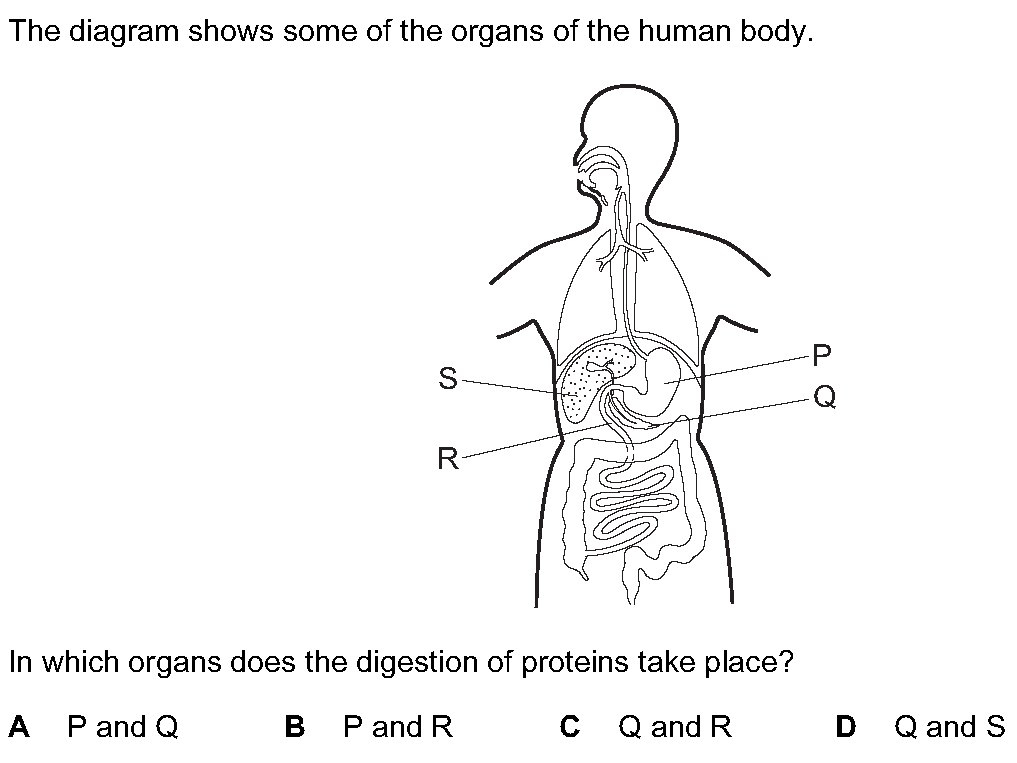 The diagram shows some of the organs of the human body.
P
S
Q
R
In which organs does the digestion of proteins take place?
A P and Q B P and R C Q and R D Q and S